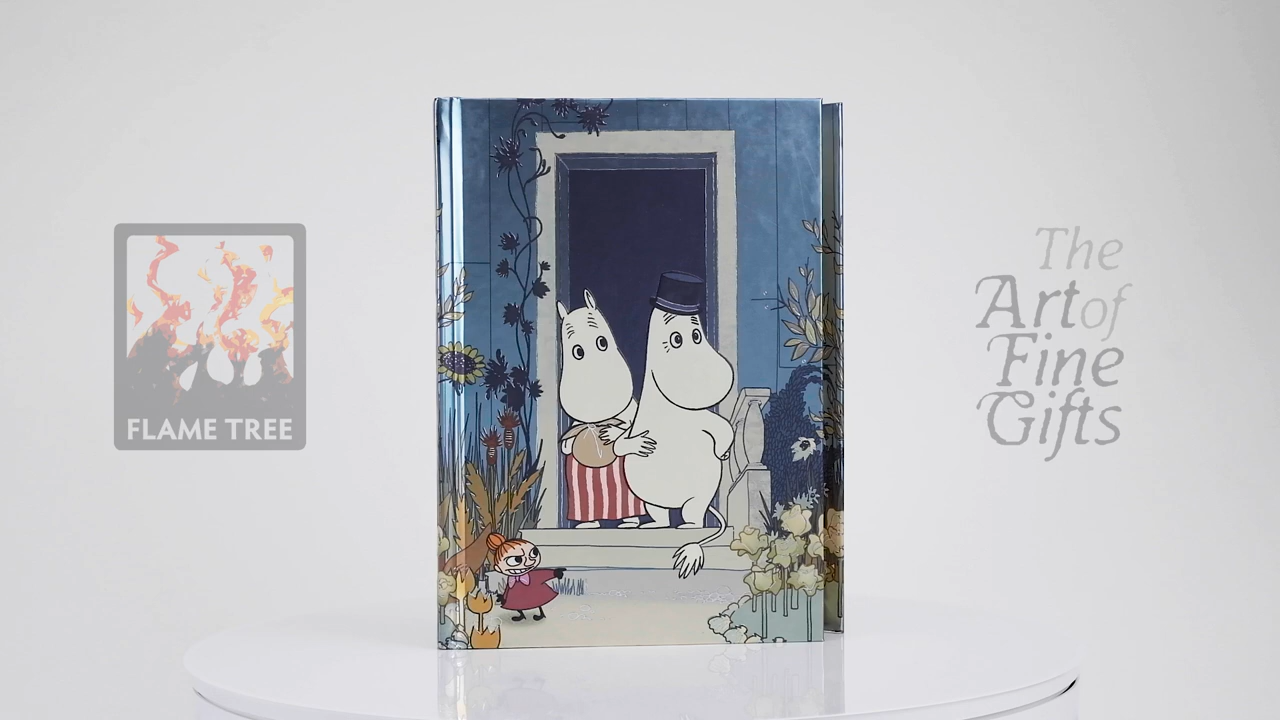 FLAME TREE
The
Art of
Fine
Gifts